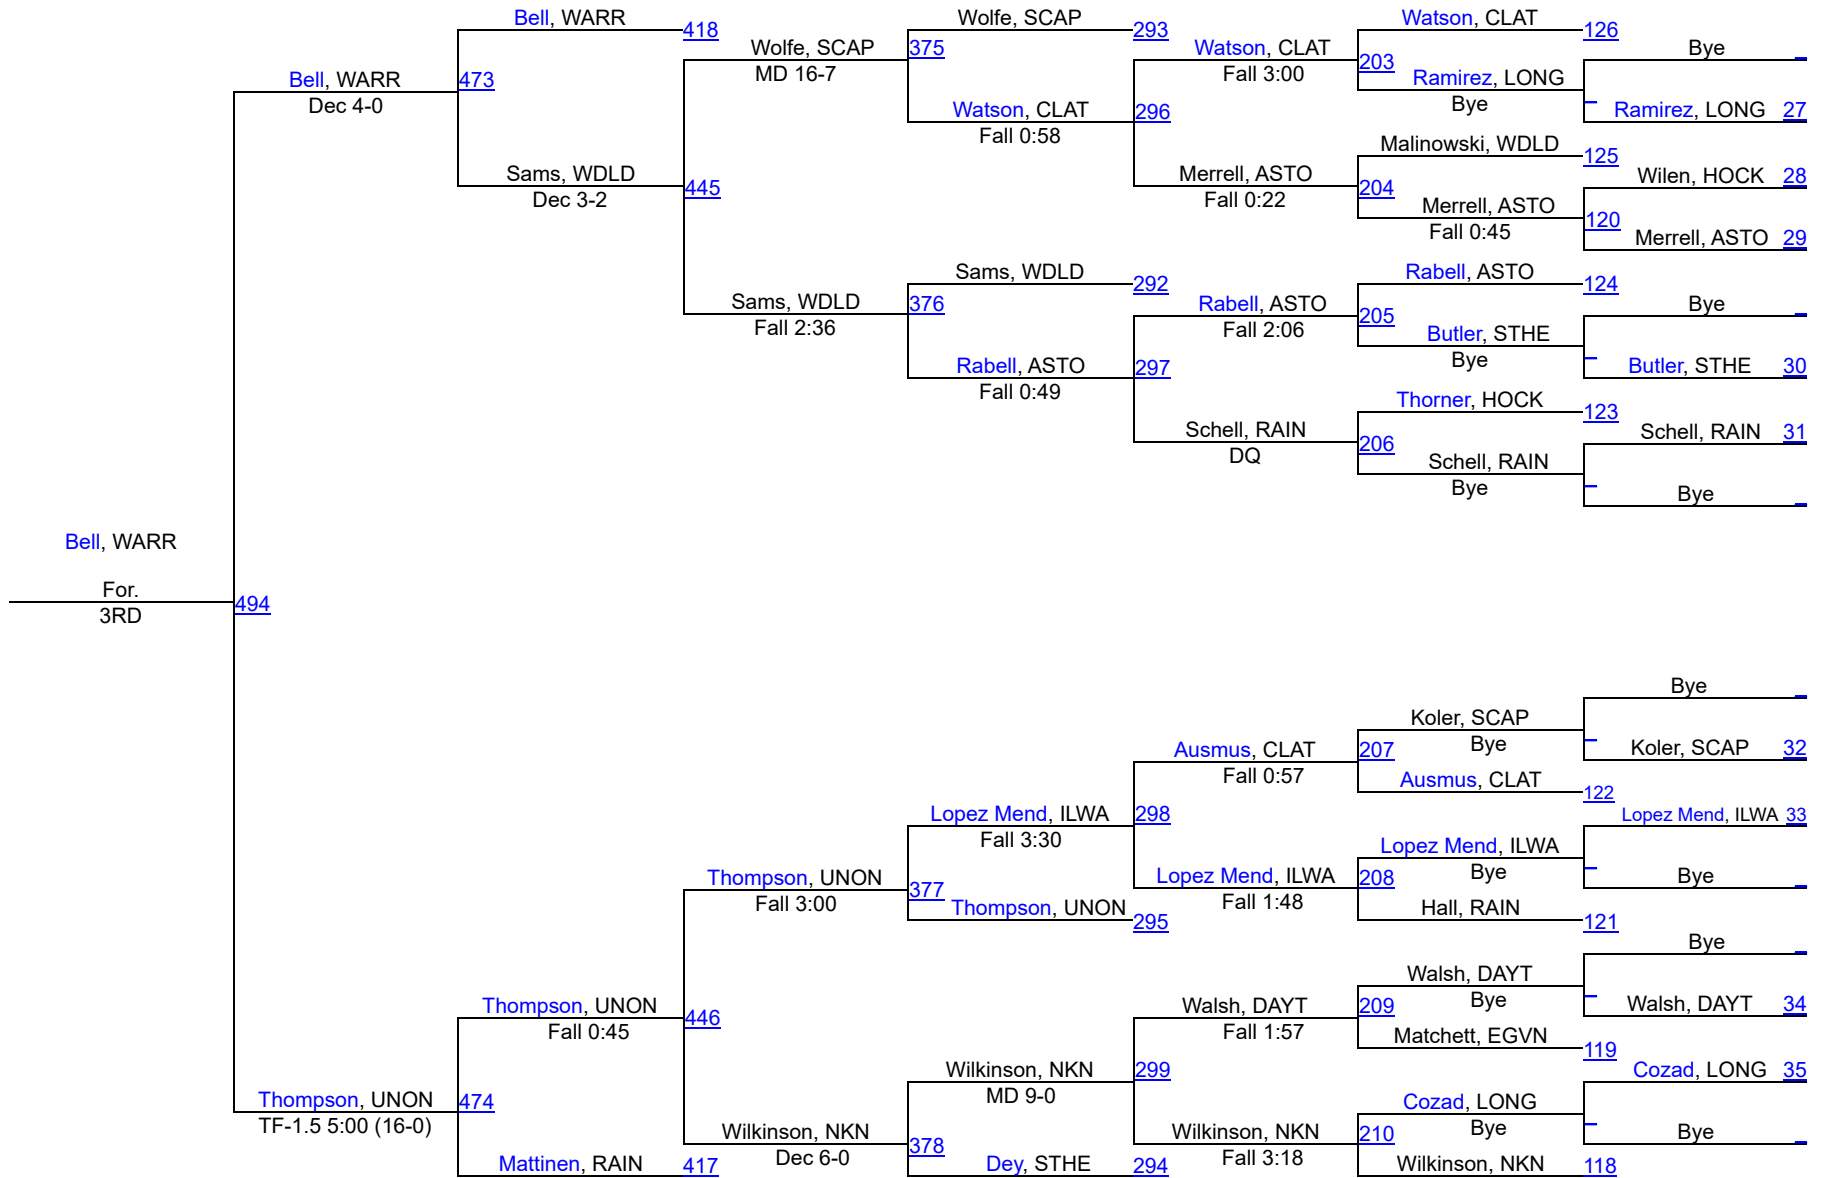 Bell, WARR
418
Wolfe, SCAP
293
Watson, CLAT
126
Wolfe, SCAP
375
MD 16-7
Watson, CLAT
Fall 3:00
203
Bye
Bell, WARR
473
Dec 4-0
Ramirez, LONG
Bye
Watson, CLAT
296
Fall 0:58
Ramirez, LONG 27
Malinowski, WDLD
125
Sams, WDLD
445
Dec 3-2
Merrell, ASTO
204
Fall 0:22
Wilen, HOCK 28
Merrell, ASTO
120
Fall 0:45
Merrell, ASTO 29
Sams, WDLD
292
Rabell, ASTO
124
Sams, WDLD
376
Fall 2:36
Rabell, ASTO
205
Fall 2:06
Bye
Butler, STHE
Bye
Rabell, ASTO
297
Fall 0:49
Butler, STHE 30
Thorner, HOCK
123
Schell, RAIN
206
DQ
Schell, RAIN 31
Schell, RAIN
Bye
Bye
Bell, WARR
For.
494
3RD
Bye
Koler, SCAP
Bye
Ausmus, CLAT
207
Fall 0:57
Koler, SCAP 32
Ausmus, CLAT
122
Lopez Mend, ILWA
298
Fall 3:30
Lopez Mend, ILWA 33
Lopez Mend, ILWA
Bye
Thompson, UNON
377
Fall 3:00
Lopez Mend, ILWA
208
Fall 1:48
Bye
Thompson, UNON
295
Hall, RAIN
121
Bye
Walsh, DAYT
Bye
Thompson, UNON
446
Fall 0:45
Walsh, DAYT
209
Fall 1:57
Walsh, DAYT 34
Matchett, EGVN
119
Wilkinson, NKN
299
MD 9-0
Cozad, LONG 35
Thompson, UNON
474
TF-1.5 5:00 (16-0)
Cozad, LONG
Bye
Wilkinson, NKN
378
Dec 6-0
Wilkinson, NKN
210
Fall 3:18
Bye
Mattinen, RAIN
417
Dey, STHE
294
Wilkinson, NKN
118